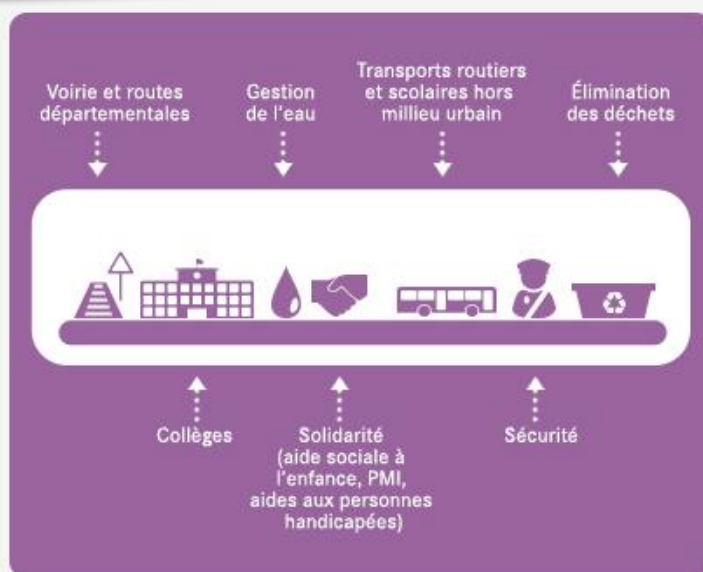 Voirie et routes
départementales
Gestion
de l'eau
Transports routiers
et scolaires hors
millieu urbain
Élimination
des déchets
Collèges
Solidarité
(aide sociale à
l'enfance, PMI,
aides aux personnes
handicapées)
Sécurité